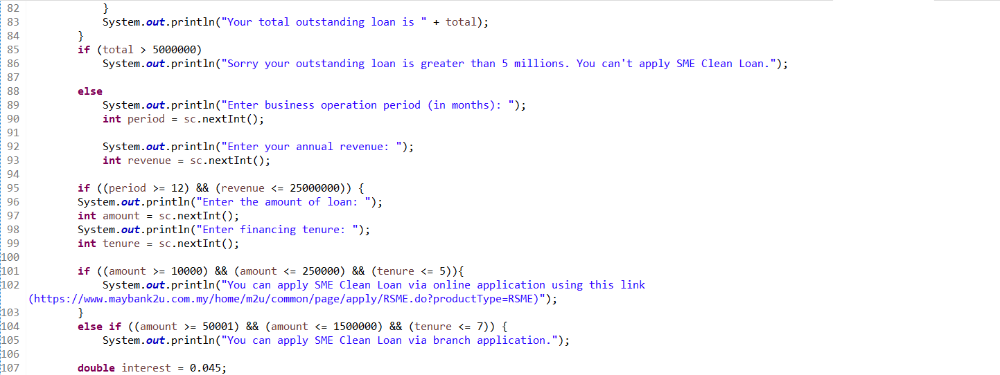 82             }
83             System.out.println("Your total outstanding loan is " + total);
84         }
85         if (total > 5000000)
86             System.out.println("Sorry your outstanding loan is greater than 5 millions. You can't apply SME Clean Loan.");
87
88         else
89             System.out.println("Enter business operation period (in months): ");
90             int period = sc.nextInt();
91
92             System.out.println("Enter your annual revenue: ");
93             int revenue = sc.nextInt();
94
95         if ((period >= 12) && (revenue <= 25000000)) {
96         System.out.println("Enter the amount of loan: ");
97         int amount = sc.nextInt();
98         System.out.println("Enter financing tenure: ");
99         int tenure = sc.nextInt();
100
101         if ((amount >= 10000) && (amount <= 250000) && (tenure <= 5)){
102             System.out.println("You can apply SME Clean Loan via online application using this link
(https://www.maybank2u.com.my/home/m2u/common/page/apply/RSME.do?productType=RSME)");
103         }
104         else if ((amount >= 50001) && (amount <= 1500000) && (tenure <= 7)) {
105             System.out.println("You can apply SME Clean Loan via branch application.");
106
107         double interest = 0.045;